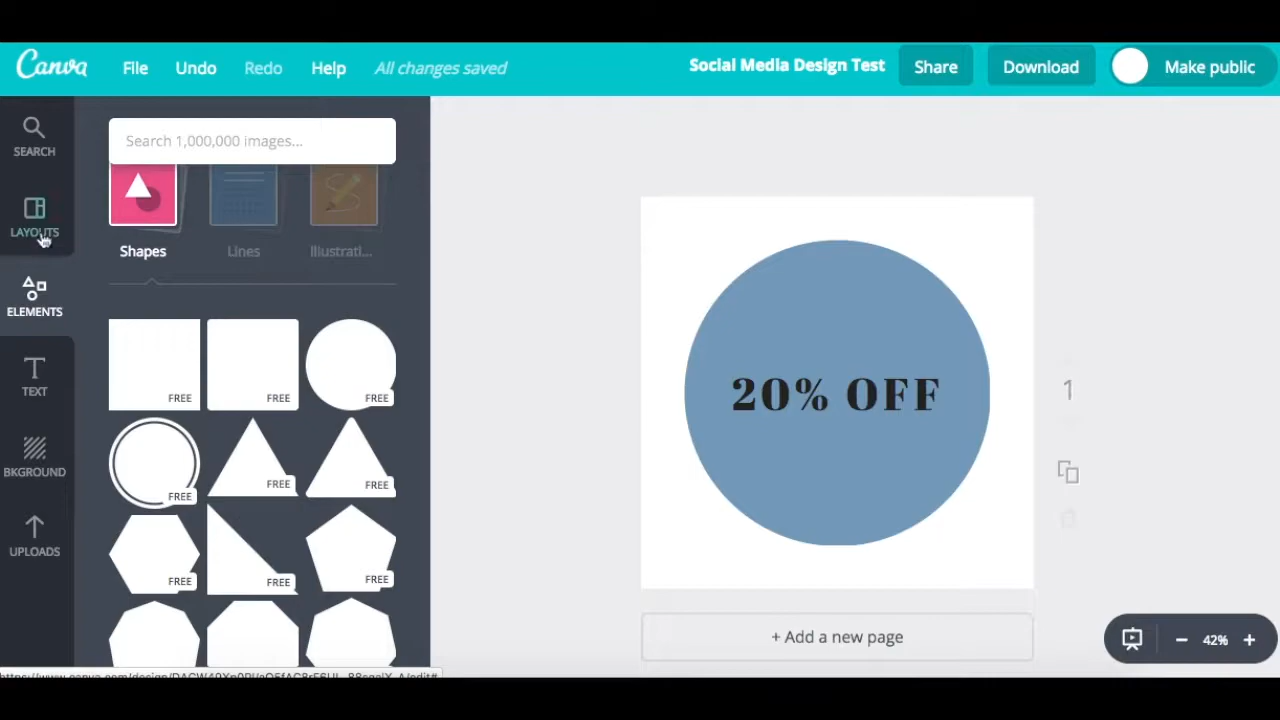 Canva File Undo Redo Help All changes saved Social Media Design Test Share Download Make public
SEARCH
LAYOUTS
ELEMENTS
TEXT
BKGROUND
UPLOADS
Search 1,000,000 images...
Shapes Lines Illustrati...
FREE FREE FREE
FREE FREE FREE
FREE FREE FREE
20% OFF
1
+ Add a new page
42%